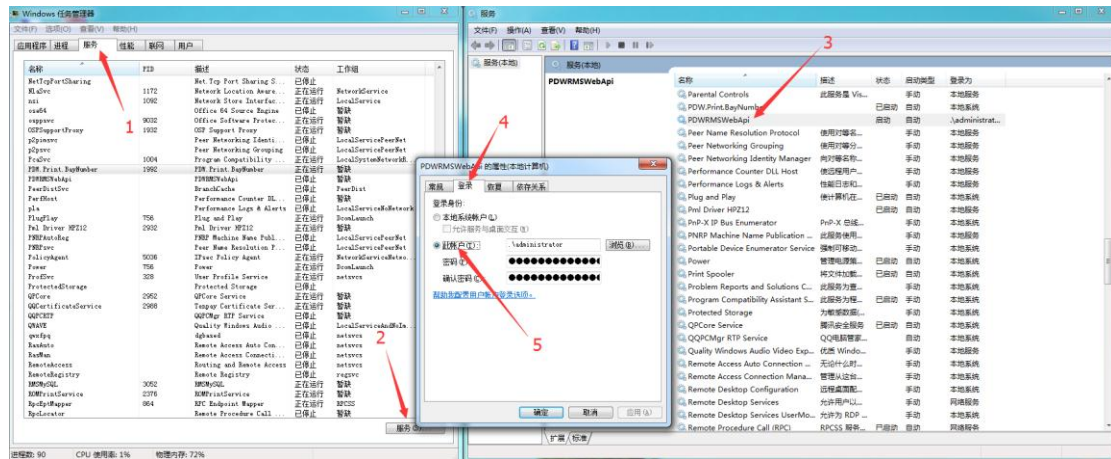 Windows 任务管理器
文件(F) 选项(O) 查看(V) 帮助(H)
应用程序 进程 服务 性能 联网 用户
名称 PID 描述 状态 工作组
NetTcpPortSharing Net.Tcp Port Sharing S... 已停止
NlaSvc 1172 Network Location Aware... 正在运行 NetworkService
nsi 1092 Network Store Interfac... 正在运行 LocalService
ose64 Office 64 Source Engine 已停止 暂缺
osppsvc 9032 Office Software Protec... 正在运行 暂缺
OSPSupportProxy 1932 OSP Support Proxy 正在运行 暂缺
p2pimsvc Peer Networking Identi... 已停止 LocalServicePeerNet
p2psvc Peer Networking Grouping 已停止 LocalServicePeerNet
PcaSvc 1004 Program Compatibility ... 正在运行 LocalSystemNetworkR...
PDW.Print.BayNumber 1992 PDW.Print.BayNumber 正在运行 暂缺
PDWRMSWebApi PDWRMSWebApi 已停止 暂缺
PeerDistSvc BranchCache 已停止 PeerDist
PerfHost Performance Counter DL... 已停止 暂缺
pla Performance Logs & Alerts 已停止 LocalServiceNoNetwork
PlugPlay 756 Plug and Play 正在运行 DcomLaunch
Pml Driver HPZ12 2932 Pml Driver HPZ12 正在运行 暂缺
PNRPAutoReg PNRP Machine Name Publ... 已停止 LocalServicePeerNet
PNRPsvc Peer Name Resolution P... 已停止 LocalServicePeerNet
PolicyAgent 5036 IPsec Policy Agent 正在运行 NetworkServiceNetwo...
Power 756 Power 正在运行 DcomLaunch
ProfSvc 328 User Profile Service 正在运行 netsvcs
ProtectedStorage Protected Storage 已停止
QPCore 2952 QPCore Service 正在运行 暂缺
QQCertificateService 2988 Tenpay Certificate Ser... 正在运行 暂缺
QQPCRTP QQPCMgr RTP Service 已停止 暂缺
QWAVE Quality Windows Audio ... 已停止 LocalServiceAndNoIm...
qwxfpq dgbased 已停止 netsvcs
RasAuto Remote Access Auto Con... 已停止 netsvcs
RasMan Remote Access Connecti... 已停止 netsvcs
RemoteAccess Routing and Remote Access 已停止 netsvcs
RemoteRegistry Remote Registry 已停止 regsvc
RMSMySQL 3052 RMSMySQL 正在运行 暂缺
ROMPrintService 2376 ROMPrintService 正在运行 暂缺
RpcEptMapper 864 RPC Endpoint Mapper 正在运行 RPCSS
RpcLocator Remote Procedure Call ... 已停止 暂缺
进程数: 90 CPU 使用率: 1% 物理内存: 72%
1
2
服务
文件(F) 操作(A) 查看(V) 帮助(H)
服务(本地)
服务(本地)
PDWRMSWebApi
名称 描述 状态 启动类型 登录为
Parental Controls 此服务是 Vis... 手动 本地服务
PDW.Print.BayNumber 已启动 自动 本地系统
PDWRMSWebApi 启动 自动 .\administrat...
Peer Name Resolution Protocol 使用对等名... 手动 本地服务
Peer Networking Grouping 使用对等分... 手动 本地服务
Peer Networking Identity Manager 向对等名称... 手动 本地服务
Performance Counter DLL Host 使远程用户... 手动 本地服务
Performance Logs & Alerts 性能日志和... 手动 本地服务
Plug and Play 使计算机在... 已启动 自动 本地系统
Pml Driver HPZ12 已启动 自动 本地服务
PnP-X IP Bus Enumerator PnP-X 总线... 手动 本地系统
PNRP Machine Name Publication ... 此服务使用... 手动 本地服务
Portable Device Enumerator Service 强制可移动... 手动 本地系统
Power 管理电源策... 已启动 自动 本地系统
Print Spooler 将文件加载... 已启动 自动 本地系统
Problem Reports and Solutions C... 此服务为查... 手动 本地系统
Program Compatibility Assistant S... 此服务为程... 已启动 手动 本地系统
Protected Storage 为敏感数据(... 手动 本地系统
QPCore Service 腾讯安全服务 已启动 自动 本地系统
QQPCMgr RTP Service QQ电脑管家... 手动 本地系统
Quality Windows Audio Video Exp... 优质 Windo... 手动 本地服务
Remote Access Auto Connection ... 无论什么时... 手动 本地系统
Remote Access Connection Mana... 管理从这台... 手动 本地系统
Remote Desktop Configuration 远程桌面配... 手动 本地系统
Remote Desktop Services 允许用户以... 手动 网络服务
Remote Desktop Services UserMo... 允许为 RDP ... 手动 本地系统
Remote Procedure Call (RPC) RPCSS 服务... 已启动 自动 网络服务
扩展 标准
3
PDWRMSWebApi 的属性(本地计算机)
常规 登录 恢复 依存关系
登录身份:
本地系统帐户(L)
允许服务与桌面交互(W)
此帐户(T): .\administrator 浏览(B)...
密码(P):
确认密码(C):
帮助我配置用户帐户登录选项。
确定 取消 应用(A)
4
5